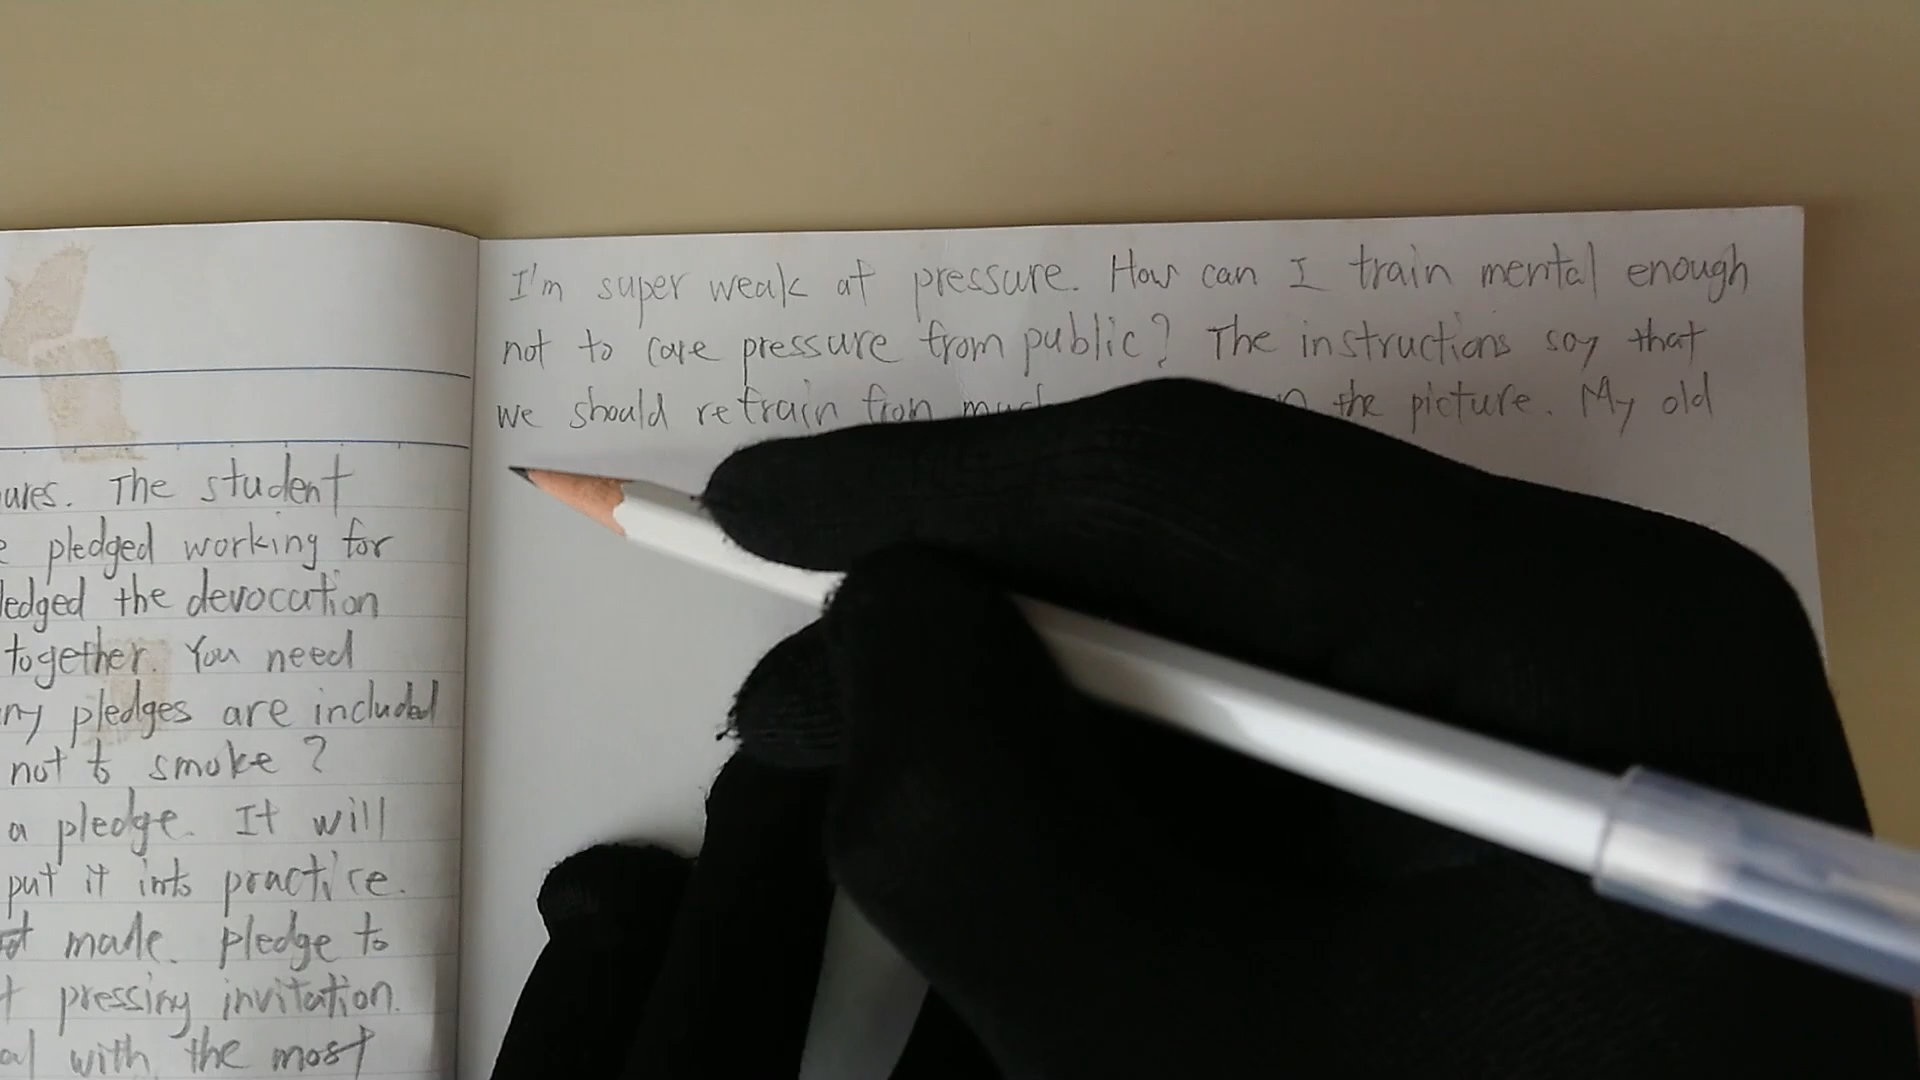 ures. The student
pledged working for
ledged the devocation
together. You need
ny pledges are included
not to smoke?
a pledge. It will
put it into practice.
made. pledge to
pressing invitation.
with the most
I'm super weak at pressure. How can I train mental enough
not to care pressure from public? The instructions say that
we should refrain from the picture. My old